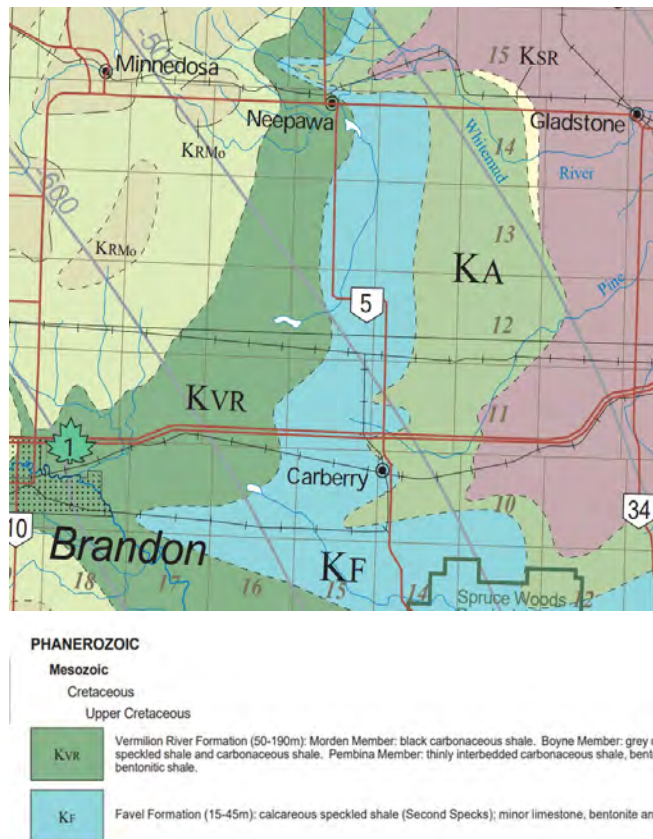 -50
15
KSR
Minnedosa
Neepawa
Gladstone
Whitemud
14
River
KRMo
-600
13
KRMo
KA
Pine
5
12
KVR
11
1
Carberry
10
34
10
Brandon
KF
18
17
16
15
14
Spruce Woods
12
PHANEROZOIC
Mesozoic
Cretaceous
Upper Cretaceous
KVR
Vermilion River Formation (50-190m): Morden Member: black carbonaceous shale. Boyne Member: grey
speckled shale and carbonaceous shale. Pembina Member: thinly interbedded carbonaceous shale,
bentonitic shale.
KF
Favel Formation (15-45m): calcareous speckled shale (Second Specks); minor limestone, bentonite